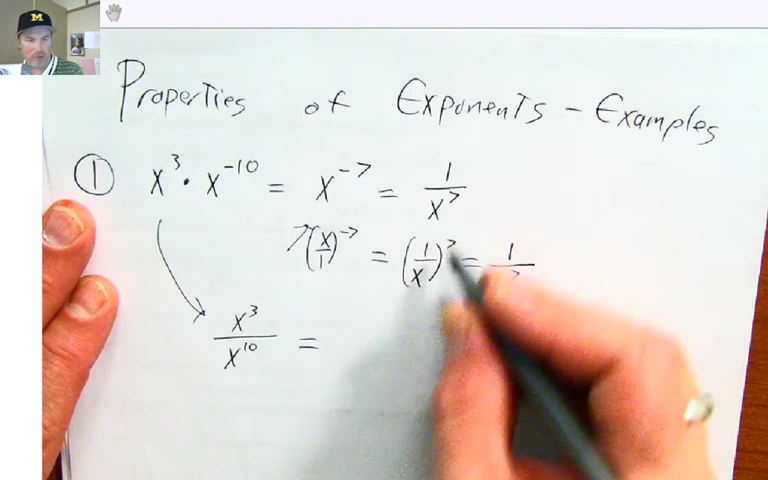 M
Properties of Exponents - Examples
① x³ · x⁻¹⁰ = x⁻⁷ = 1/x⁷
(x/1)⁻⁷ = (1/x)⁷ = 1
x³/x¹⁰ =